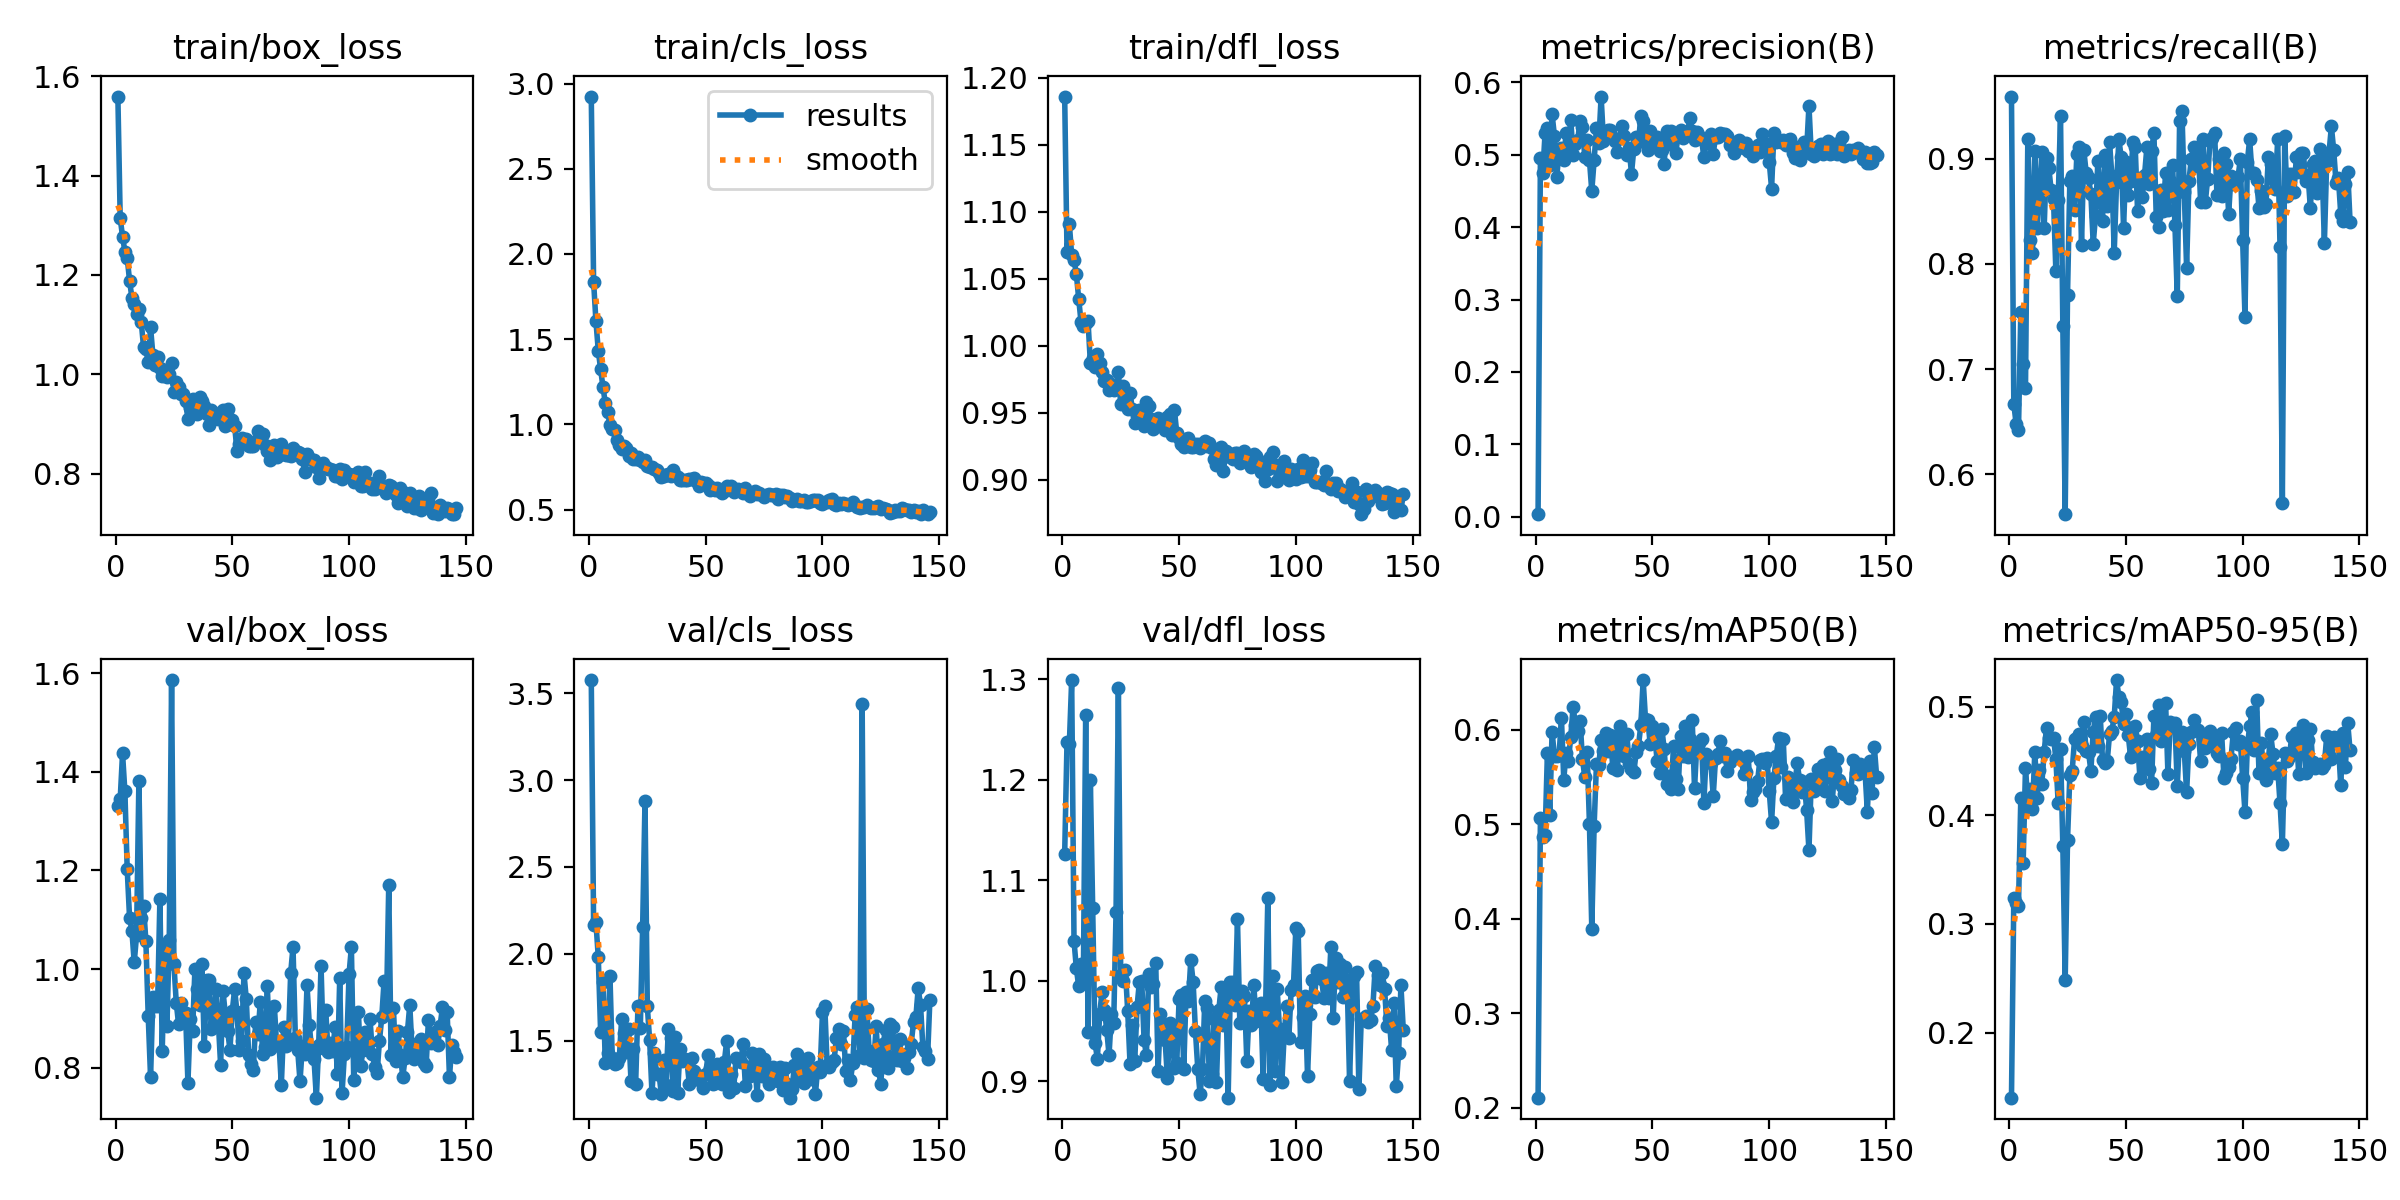 train/box_loss
train/cls_loss
train/dfl_loss
metrics/precision(B)
metrics/recall(B)
1.6
1.4
1.2
1.0
0.8
0 50 100 150
3.0
2.5
2.0
1.5
1.0
0.5
results
smooth
0 50 100 150
1.20
1.15
1.10
1.05
1.00
0.95
0.90
0 50 100 150
0.6
0.5
0.4
0.3
0.2
0.1
0.0
0 50 100 150
0.9
0.8
0.7
0.6
0 50 100 150
val/box_loss
val/cls_loss
val/dfl_loss
metrics/mAP50(B)
metrics/mAP50-95(B)
1.6
1.4
1.2
1.0
0.8
0 50 100 150
3.5
3.0
2.5
2.0
1.5
0 50 100 150
1.3
1.2
1.1
1.0
0.9
0 50 100 150
0.6
0.5
0.4
0.3
0.2
0 50 100 150
0.5
0.4
0.3
0.2
0 50 100 150